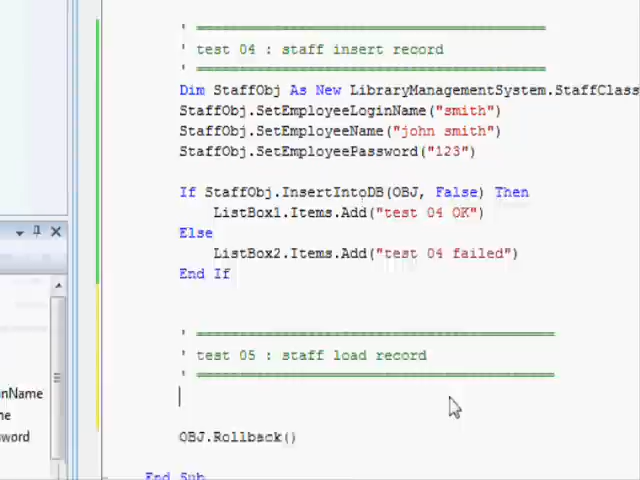 ' ==========================================
' test 04 : staff insert record
' ==========================================
Dim StaffObj As New LibraryManagementSystem.StaffClass
StaffObj.SetEmployeeLoginName("smith")
StaffObj.SetEmployeeName("john smith")
StaffObj.SetEmployeePassword("123")
If StaffObj.InsertIntoDB(OBJ, False) Then
ListBox1.Items.Add("test 04 OK")
Else
ListBox2.Items.Add("test 04 failed")
End If
' ===========================================
' test 05 : staff load record
' ===========================================
inName
me
word
OBJ.Rollback()
End Sub